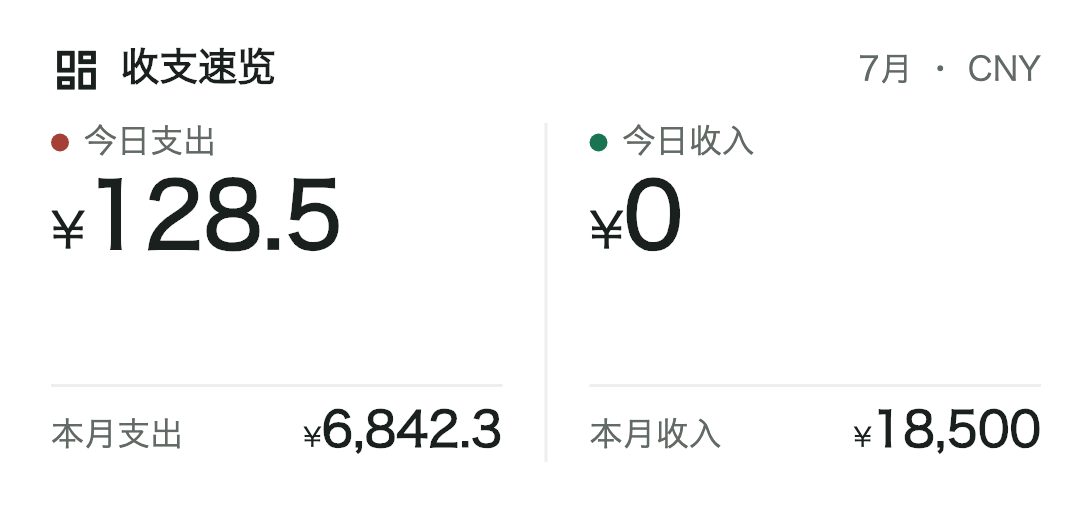 收支速览
7月 · CNY
今日支出
¥128.5
今日收入
¥0
本月支出 ¥6,842.3
本月收入 ¥18,500